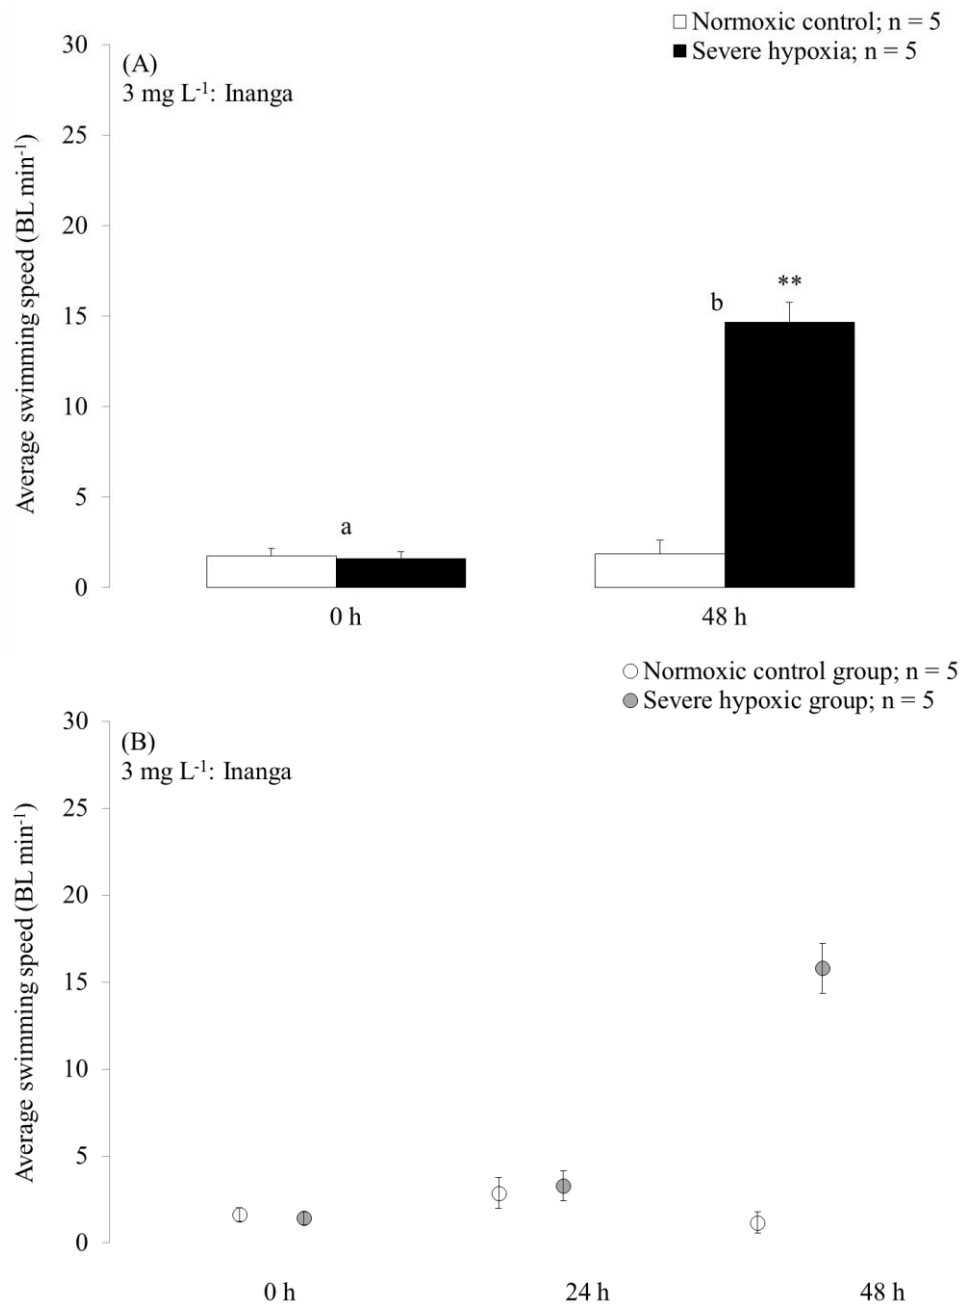 Normoxic control; n = 5
Severe hypoxia; n = 5
(A)
3 mg L-1: Inanga
Average swimming speed (BL min-1)
30
25
20
15
10
5
0
a
b
**
0 h
48 h
Normoxic control group; n = 5
Severe hypoxic group; n = 5
(B)
3 mg L-1: Inanga
Average swimming speed (BL min-1)
30
25
20
15
10
5
0
0 h
24 h
48 h